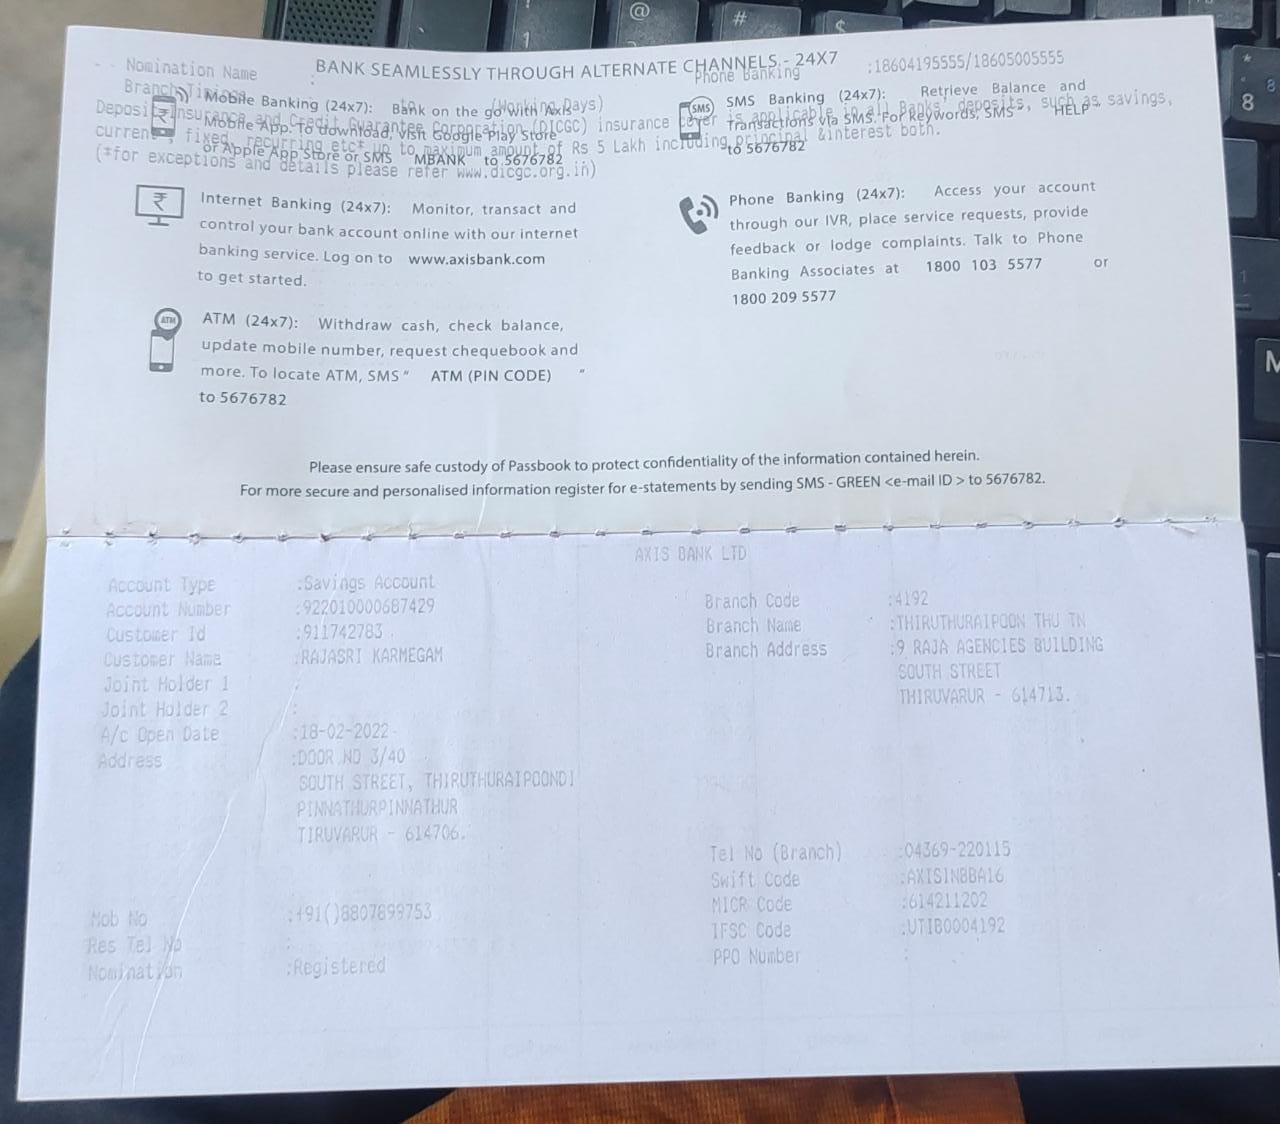 BANK SEAMLESSLY THROUGH ALTERNATE CHANNELS - 24X7
Nomination Name :
Phone Banking :18604195555/18605005555
Branch Timings : to (Working Days)
Deposit Insurance and Credit Guarantee Corporation (DICGC) insurance cover is applicable in all Banks' deposits, such as savings,
current, fixed, recurring etc* up to maximum amount of Rs 5 Lakh including principal &interest both.
(*for exceptions and details please refer www.dicgc.org.in)
Mobile Banking (24x7): Bank on the go with Axis
Mobile App. To download, visit Google Play Store
or Apple App Store or SMS "MBANK" to 5676782
SMS
SMS Banking (24x7): Retrieve Balance and
Transactions via SMS. For keywords, SMS "HELP"
to 5676782
Internet Banking (24x7): Monitor, transact and
control your bank account online with our internet
banking service. Log on to www.axisbank.com
to get started.
Phone Banking (24x7): Access your account
through our IVR, place service requests, provide
feedback or lodge complaints. Talk to Phone
Banking Associates at 1800 103 5577 or
1800 209 5577
ATM
ATM (24x7): Withdraw cash, check balance,
update mobile number, request chequebook and
more. To locate ATM, SMS " ATM (PIN CODE) "
to 5676782
Please ensure safe custody of Passbook to protect confidentiality of the information contained herein.
For more secure and personalised information register for e-statements by sending SMS - GREEN <e-mail ID > to 5676782.
AXIS BANK LTD
Account Type :Savings Account
Account Number :922010000687429
Customer Id :911742783
Customer Name :RAJASRI KARMEGAM
Joint Holder 1 :
Joint Holder 2 :
A/c Open Date :18-02-2022
Address :DOOR NO 3/40
SOUTH STREET, THIRUTHURAIPOONDI
PINNATHURPINNATHUR
TIRUVARUR - 614706.
Mob No :+91()8807899753
Res Tel No :
Nomination :Registered
Branch Code :4192
Branch Name :THIRUTHURAIPOON THU TN
Branch Address :9 RAJA AGENCIES BUILDING
SOUTH STREET
THIRUVARUR - 614713.
Tel No (Branch) :04369-220115
Swift Code :AXISINBBA16
MICR Code :614211202
IFSC Code :UTIB0004192
PPO Number :